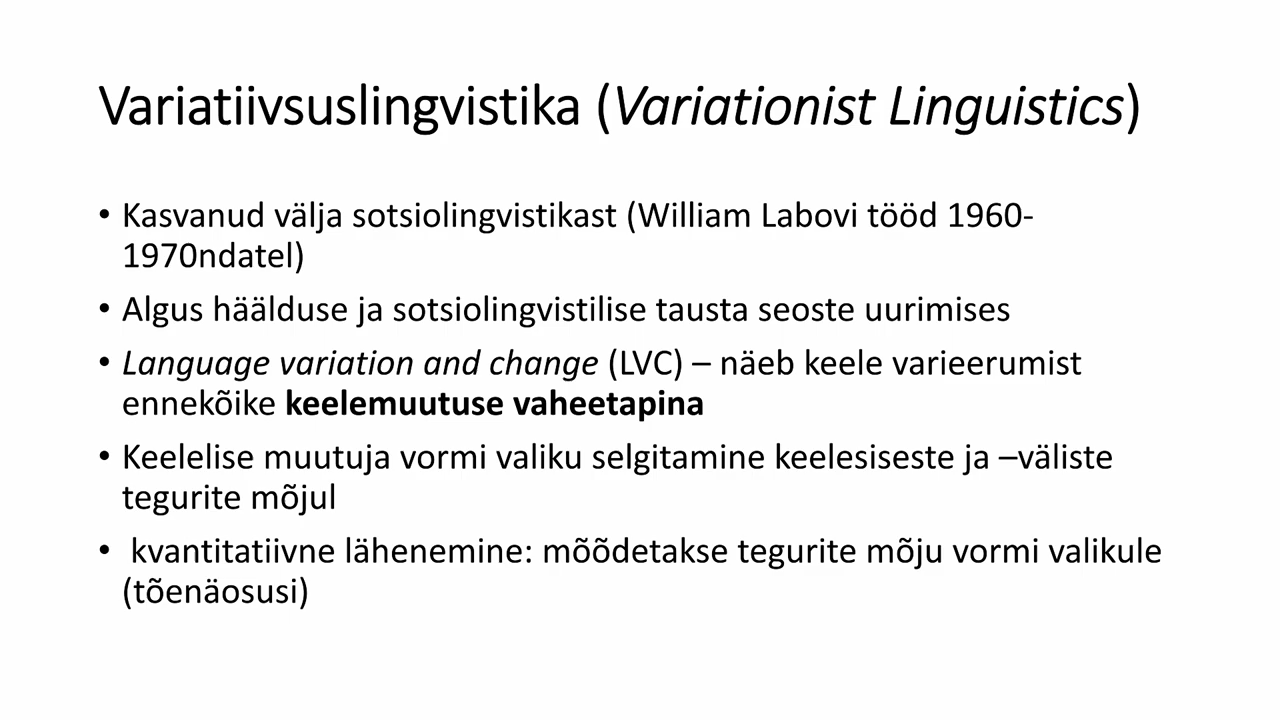 Variatiivsuslingvistika (Variationist Linguistics)
• Kasvanud välja sotsiolingvistikast (William Labovi tööd 1960-
1970ndatel)
• Algus häälduse ja sotsiolingvistilise tausta seoste uurimises
• Language variation and change (LVC) – näeb keele varieerumist
ennekõike keelemuutuse vaheetapina
• Keelelise muutuja vormi valiku selgitamine keelesiseste ja –väliste
tegurite mõjul
• kvantitatiivne lähenemine: mõõdetakse tegurite mõju vormi valikule
(tõenäosusi)